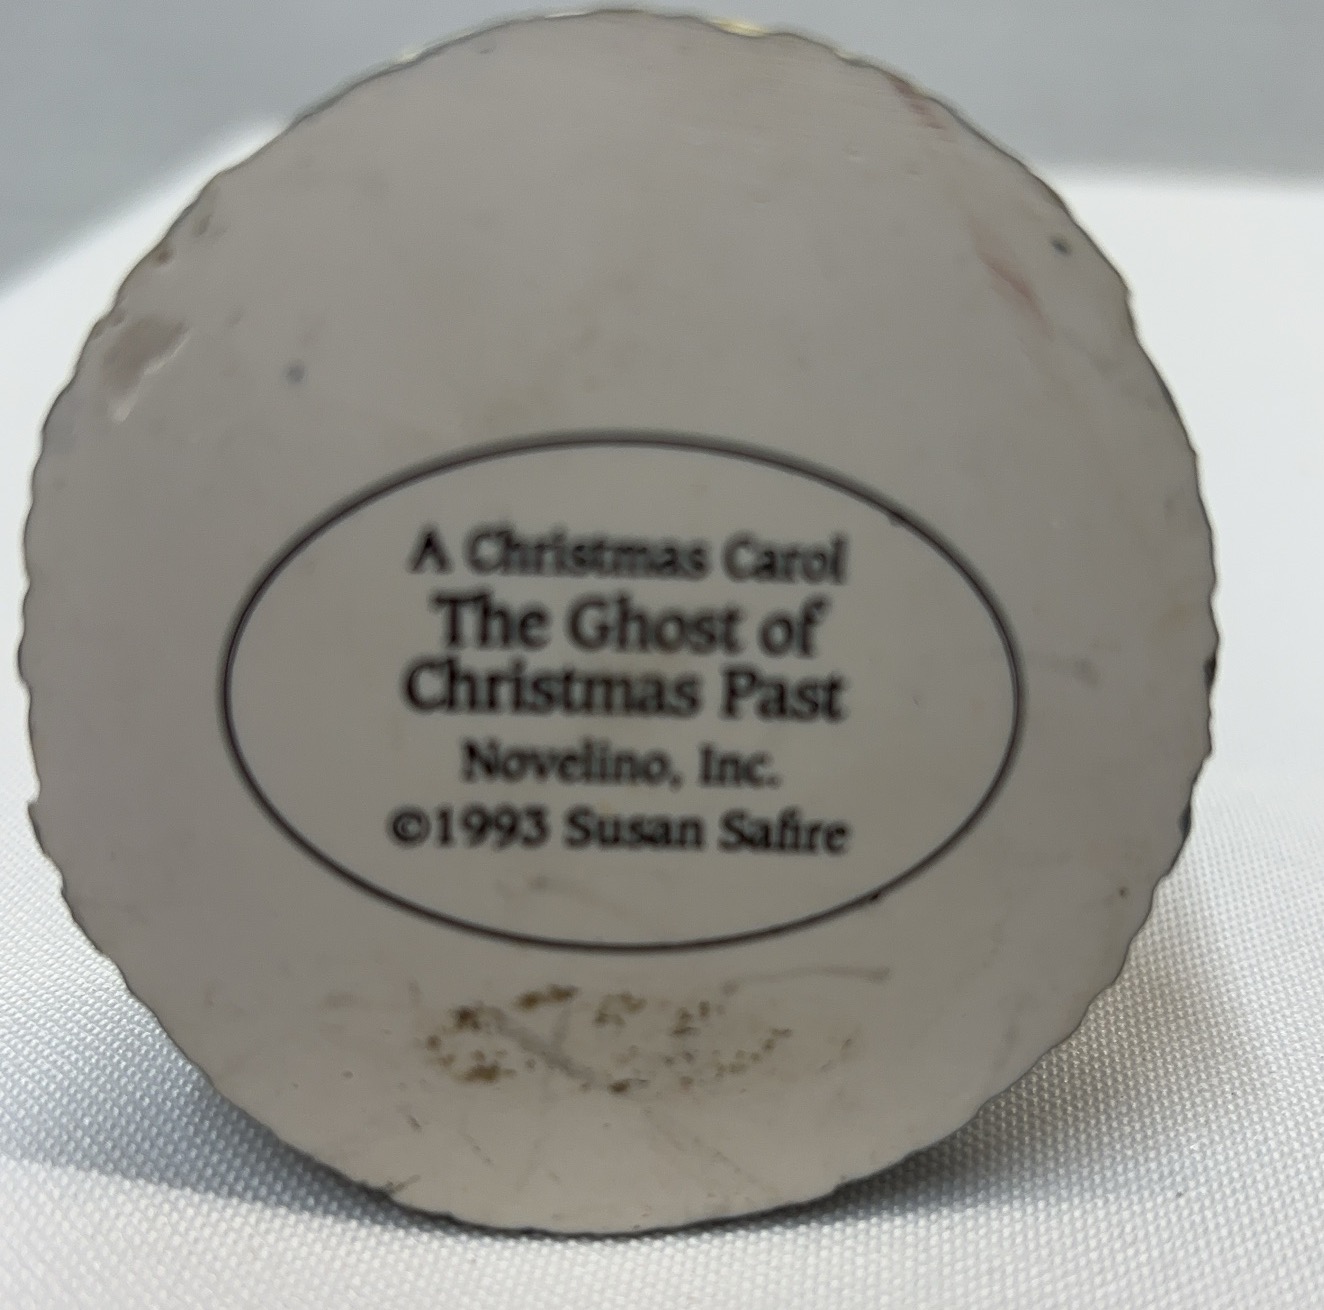 A Christmas Carol
The Ghost of
Christmas Past
Novelino, Inc.
©1993 Susan Safire